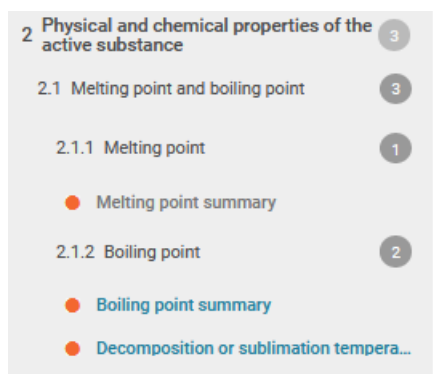 2 Physical and chemical properties of the 3
active substance
2.1 Melting point and boiling point 3
2.1.1 Melting point 1
Melting point summary
2.1.2 Boiling point 2
Boiling point summary
Decomposition or sublimation tempera...